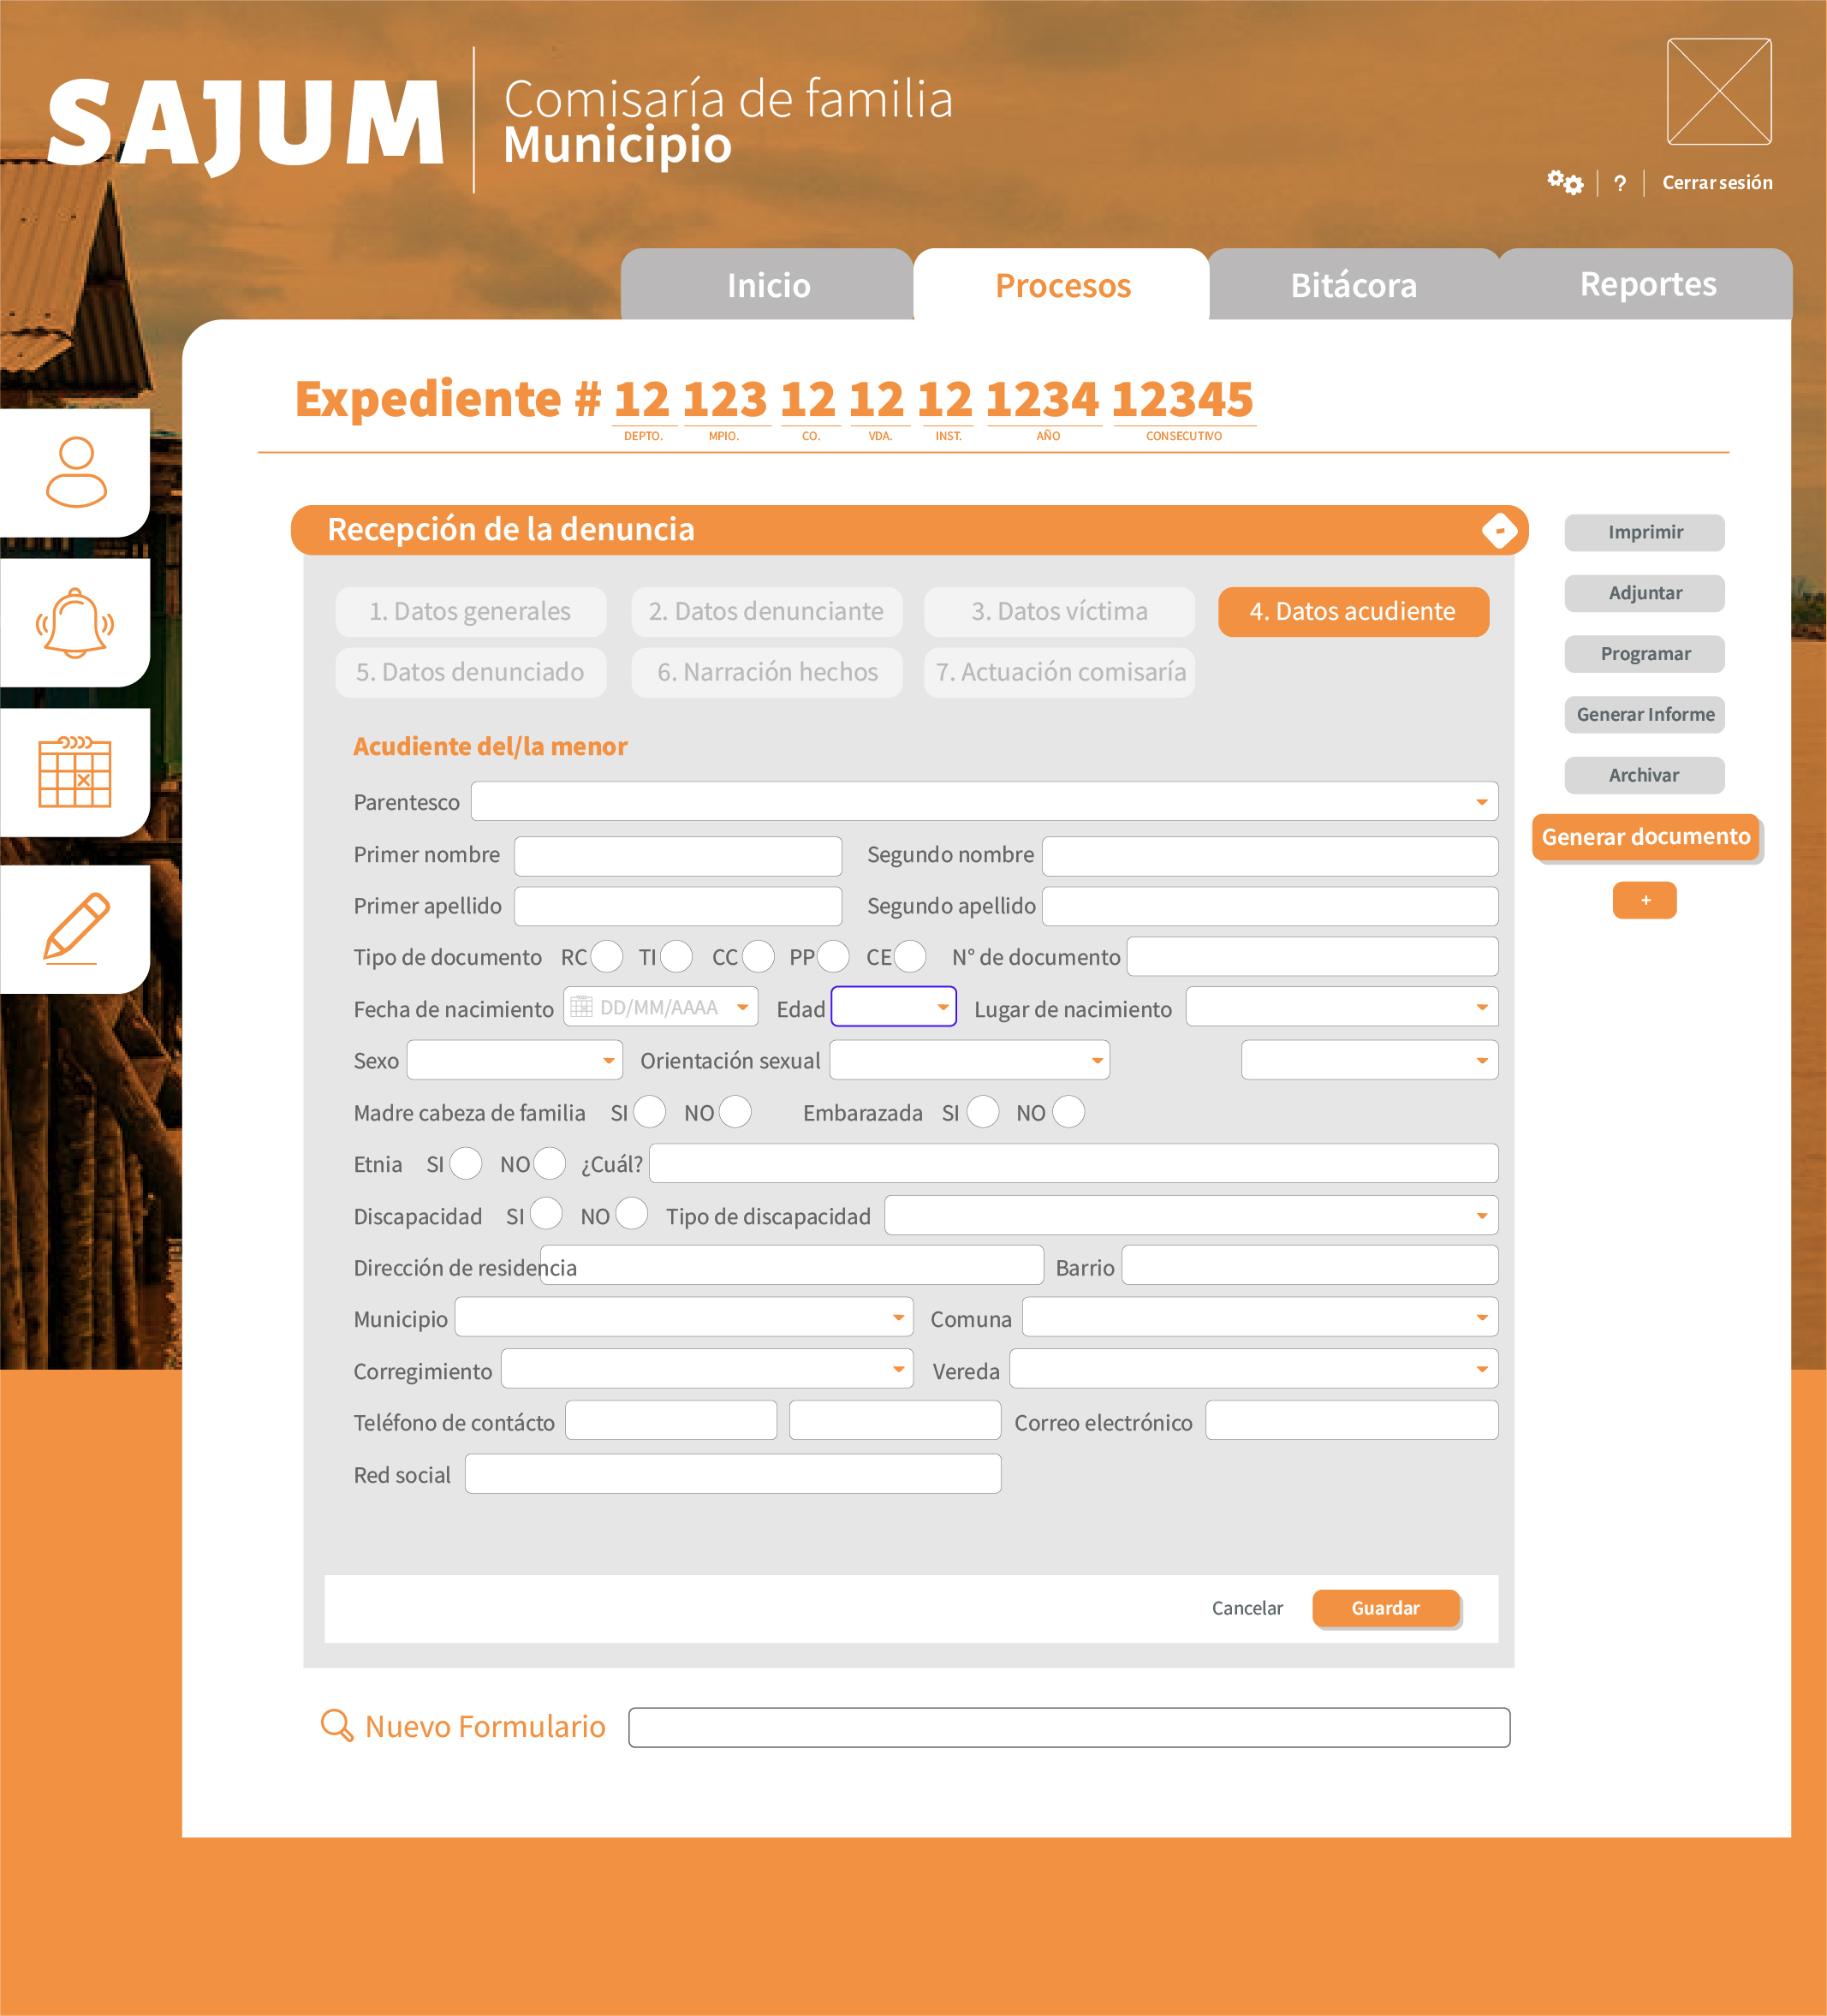 SAJUM
Comisaría de familia
Municipio
? Cerrar sesión
Inicio Procesos Bitácora Reportes
Expediente # 12 123 12 12 12 1234 12345
DEPTO. MPIO. CO. VDA. INST. AÑO CONSECUTIVO
Recepción de la denuncia -
1. Datos generales 2. Datos denunciante 3. Datos víctima 4. Datos acudiente
5. Datos denunciado 6. Narración hechos 7. Actuación comisaría
Acudiente del/la menor
Parentesco
Primer nombre Segundo nombre
Primer apellido Segundo apellido
Tipo de documento RC TI CC PP CE N° de documento
Fecha de nacimiento DD/MM/AAAA Edad Lugar de nacimiento
Sexo Orientación sexual
Madre cabeza de familia SI NO Embarazada SI NO
Etnia SI NO ¿Cuál?
Discapacidad SI NO Tipo de discapacidad
Dirección de residencia Barrio
Municipio Comuna
Corregimiento Vereda
Teléfono de contácto Correo electrónico
Red social
Cancelar Guardar
Nuevo Formulario
Imprimir
Adjuntar
Programar
Generar Informe
Archivar
Generar documento
+